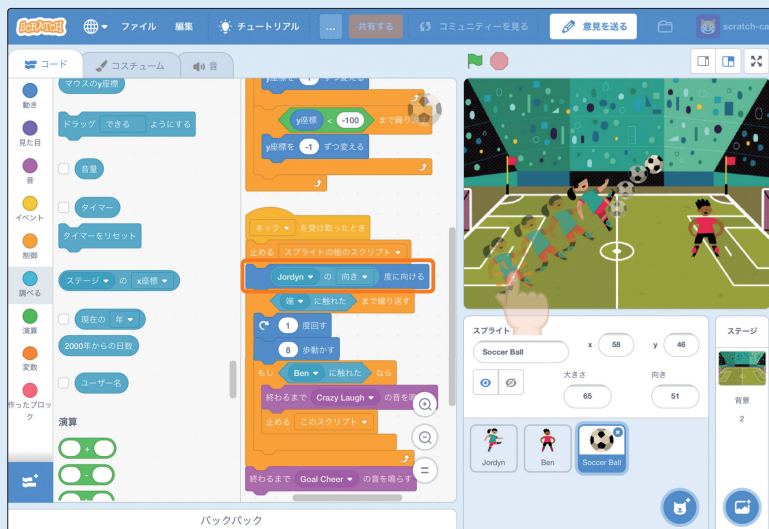 SCRATCH ファイル 編集 チュートリアル ... 共有する コミュニティーを見る 意見を送る scratch-ca
コード コスチューム 音
動き
見た目
音
イベント
制御
調べる
演算
変数
作ったブロッ
ク
マウスのy座標
ドラッグ できる ようにする
音量
タイマー
タイマーをリセット
ステージ の x座標
現在の 年
2000年からの日数
ユーザー名
演算
+
-
y座標を 1 ずつ変える
y座標 < -100 まで繰り返す
y座標を -1 ずつ変える
キック を受け取ったとき
止める スプライトの他のスクリプト
Jordyn の 向き 度に向ける
端 に触れた まで繰り返す
1 度回す
8 歩動かす
もし Ben に触れた なら
終わるまで Crazy Laugh の音を鳴
止める このスクリプト
終わるまで Goal Cheer の音を鳴らす
スプライト
Soccer Ball x 58 y 46
大きさ 向き
65 51
Jordyn Ben Soccer Ball
ステージ
背景
2
バックパック